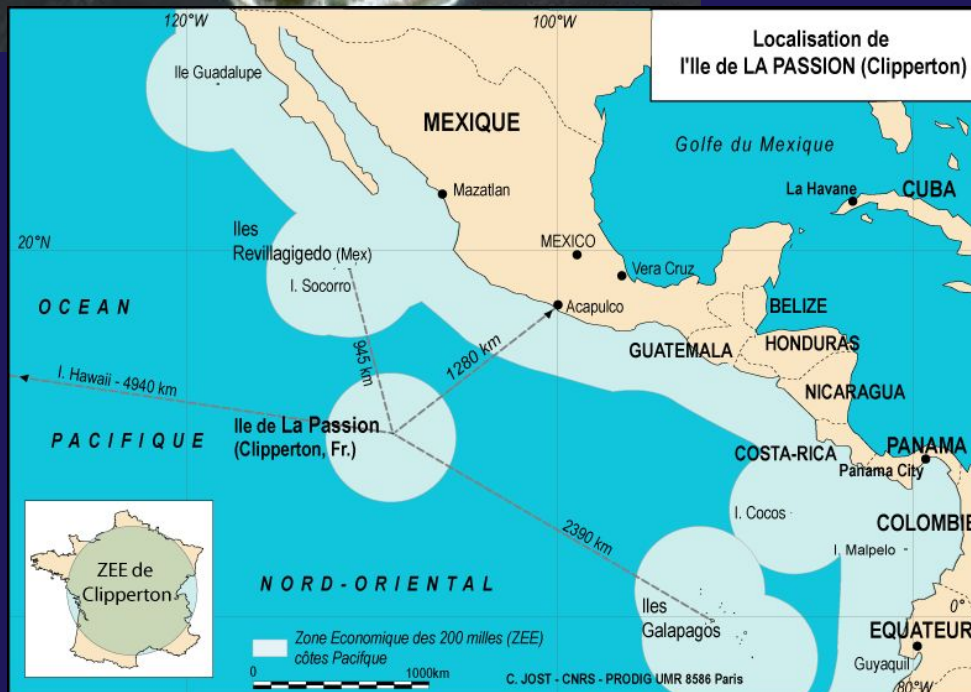 120°W
100°W
Localisation de
l'Ile de LA PASSION (Clipperton)
Ile Guadalupe
MEXIQUE
Golfe du Mexique
Mazatlan
La Havane
CUBA
20°N
Iles
Revillagigedo (Mex)
I. Socorro
MEXICO
Vera Cruz
Acapulco
BELIZE
HONDURAS
GUATEMALA
NICARAGUA
OCEAN
945 km
1280 km
I. Hawaii - 4940 km
PACIFIQUE
Ile de La Passion
(Clipperton, Fr.)
COSTA-RICA
PANAMA
Panama City
2390 km
I. Cocos
COLOMBIE
I. Malpelo
ZEE de
Clipperton
NORD-ORIENTAL
Iles
Galapagos
0°
EQUATEUR
Guyaquil
80°W
Zone Economique des 200 milles (ZEE)
côtes Pacifque
0
1000km
C. JOST - CNRS - PRODIG UMR 8586 Paris